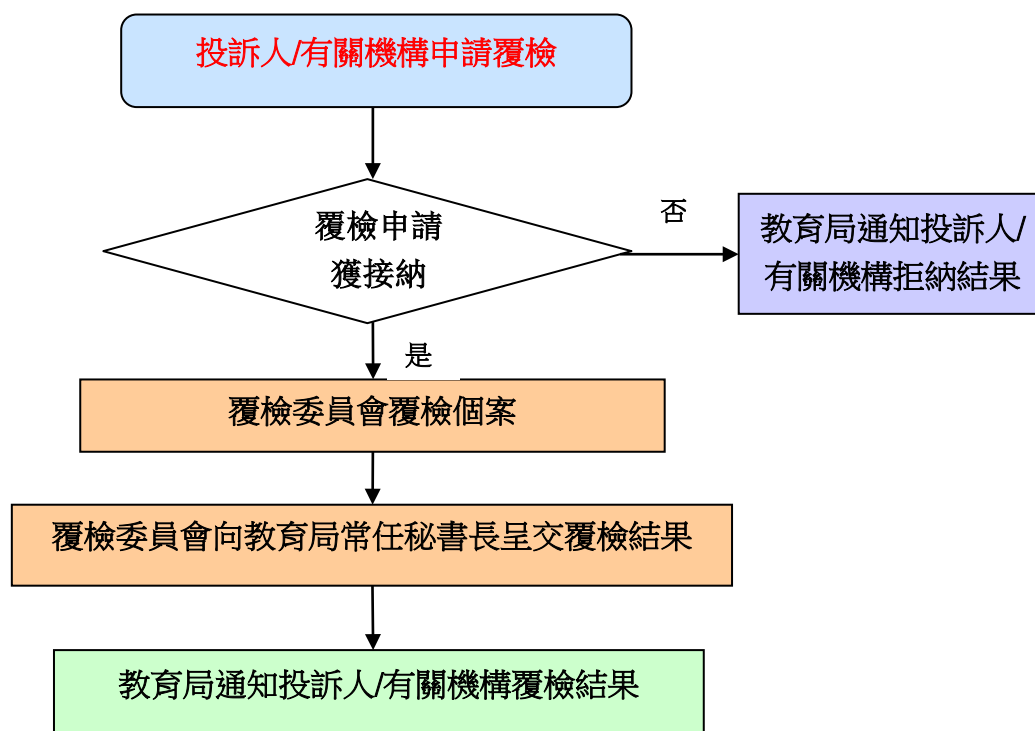 投訴人/有關機構申請覆檢
覆檢申請
獲接納
否
教育局通知投訴人/
有關機構拒納結果
是
覆檢委員會覆檢個案
覆檢委員會向教育局常任秘書長呈交覆檢結果
教育局通知投訴人/有關機構覆檢結果